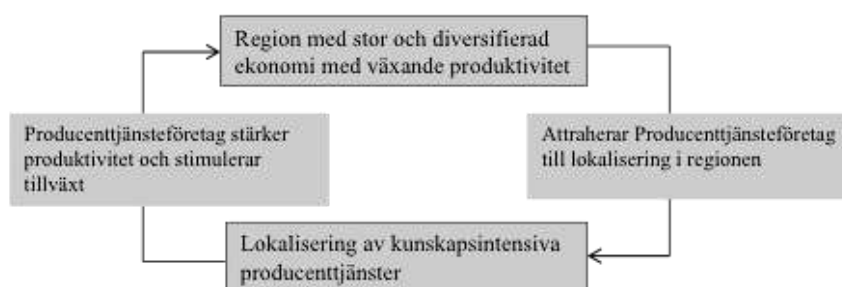 Region med stor och diversifierad
ekonomi med växande produktivitet
Producenttjänsteföretag stärker
produktivitet och stimulerar
tillväxt
Attraherar Producenttjänsteföretag
till lokalisering i regionen
Lokalisering av kunskapsintensiva
producenttjänster